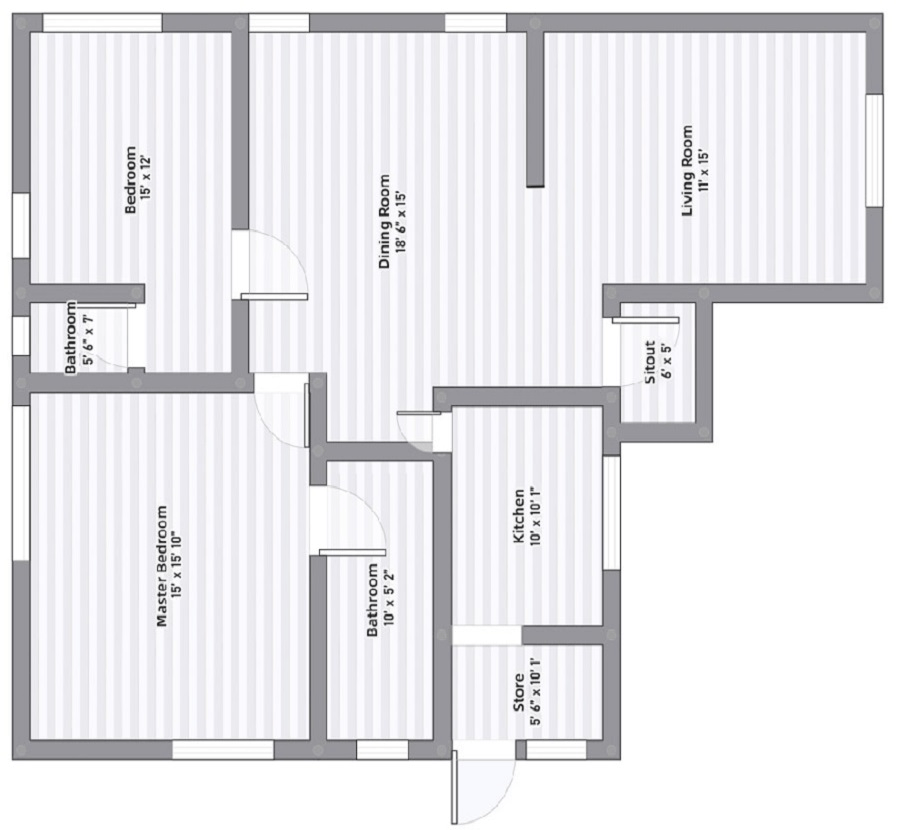 Bedroom
15' x 12'
Dining Room
18' 6" x 15'
Living Room
11' x 15'
Bathroom
5' 6" x 7'
Sitout
6' x 5'
Master Bedroom
15' x 15' 10"
Bathroom
10' x 5' 2"
Kitchen
10' x 10' 1"
Store
5' 6" x 10' 1'